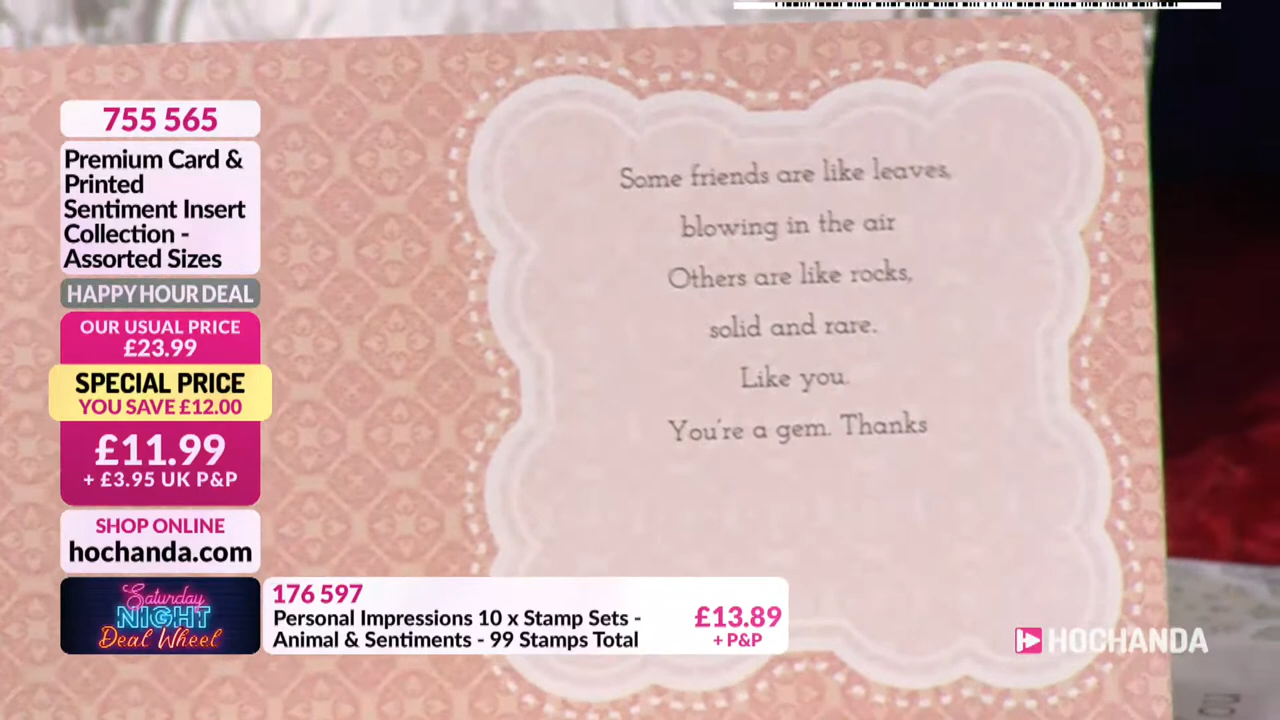 755 565
Premium Card &
Printed
Sentiment Insert
Collection -
Assorted Sizes
HAPPY HOUR DEAL
OUR USUAL PRICE
£23.99
SPECIAL PRICE
YOU SAVE £12.00
£11.99
+ £3.95 UK P&P
SHOP ONLINE
hochanda.com
Saturday
NIGHT
Deal Wheel
176 597
Personal Impressions 10 x Stamp Sets -
Animal & Sentiments - 99 Stamps Total
£13.89
+ P&P
Some friends are like leaves,
blowing in the air
Others are like rocks,
solid and rare.
Like you.
You're a gem. Thanks
HOCHANDA